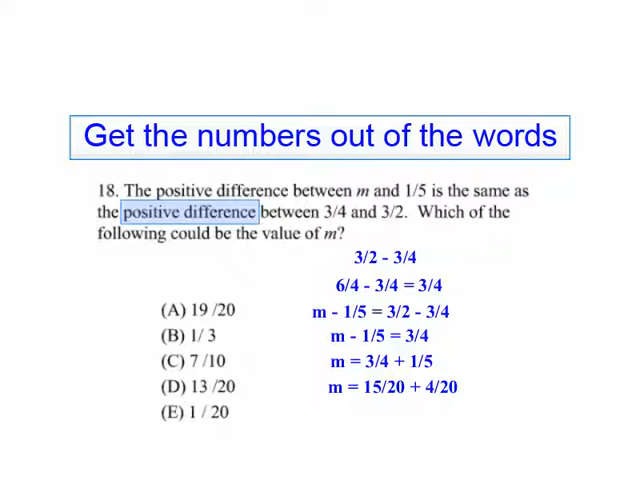 Get the numbers out of the words
18. The positive difference between m and 1/5 is the same as
the positive difference between 3/4 and 3/2. Which of the
following could be the value of m?
3/2 - 3/4
6/4 - 3/4 = 3/4
(A) 19 /20 m - 1/5 = 3/2 - 3/4
(B) 1/ 3 m - 1/5 = 3/4
(C) 7 /10 m = 3/4 + 1/5
(D) 13 /20 m = 15/20 + 4/20
(E) 1 / 20